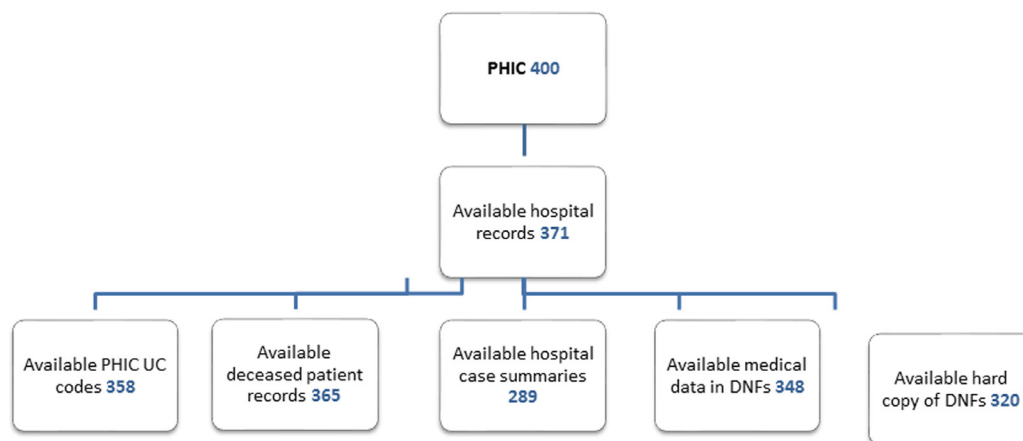 PHIC 400
Available hospital
records 371
Available PHIC UC
codes 358
Available
deceased patient
records 365
Available hospital
case summaries
289
Available medical
data in DNFs 348
Available hard
copy of DNFs 320